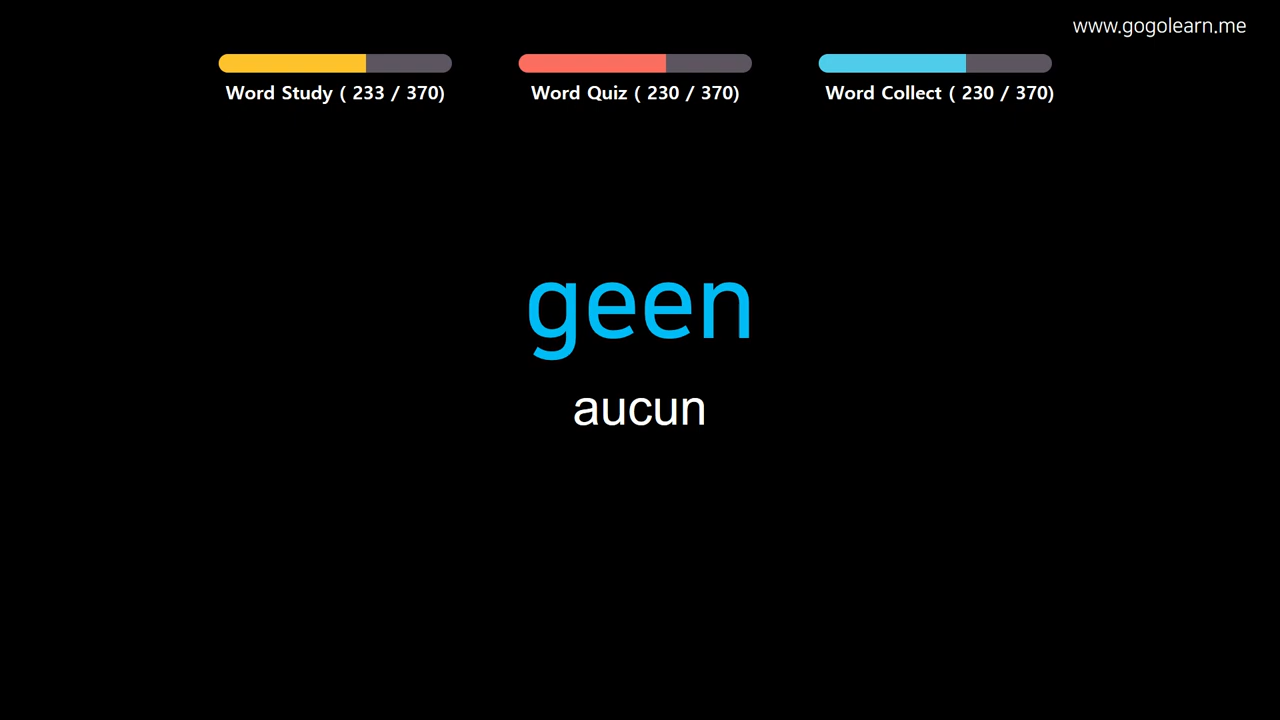 www.gogolearn.me
Word Study ( 233 / 370)
Word Quiz ( 230 / 370)
Word Collect ( 230 / 370)
geen
aucun